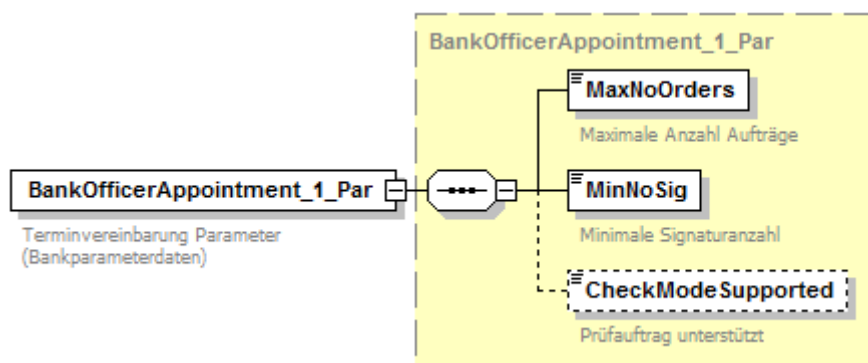 BankOfficerAppointment_1_Par
MaxNoOrders
Maximale Anzahl Aufträge
BankOfficerAppointment_1_Par
Terminvereinbarung Parameter
(Bankparameterdaten)
MinNoSig
Minimale Signaturanzahl
CheckModeSupported
Prüfauftrag unterstützt